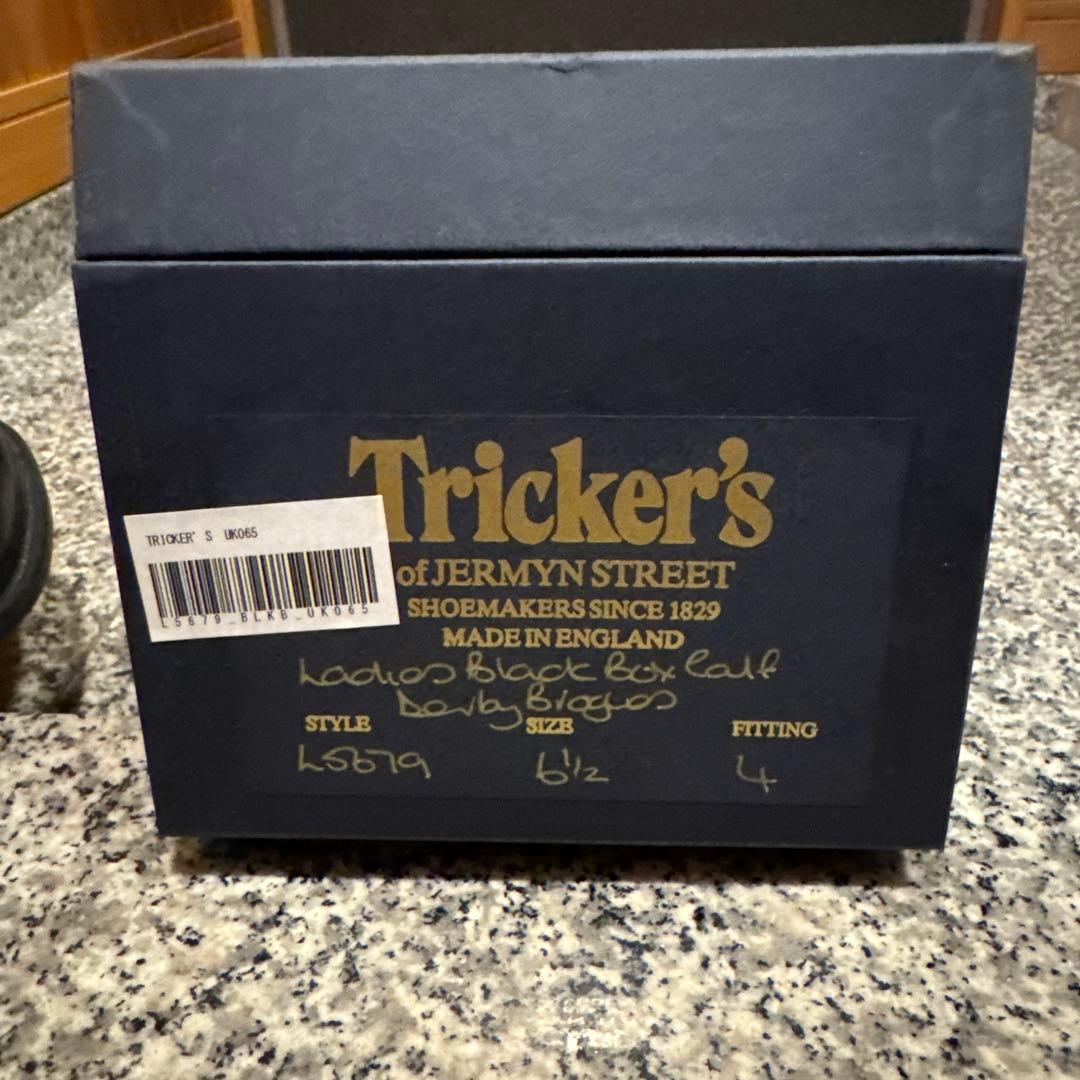 Tricker's
of JERMYN STREET
SHOEMAKERS SINCE 1829
MADE IN ENGLAND
TRICKER'S UK065
L5679_BLKB_UK065
Ladies Black Box Calf
Derby Brogues
STYLE SIZE FITTING
L5679 6½ 4